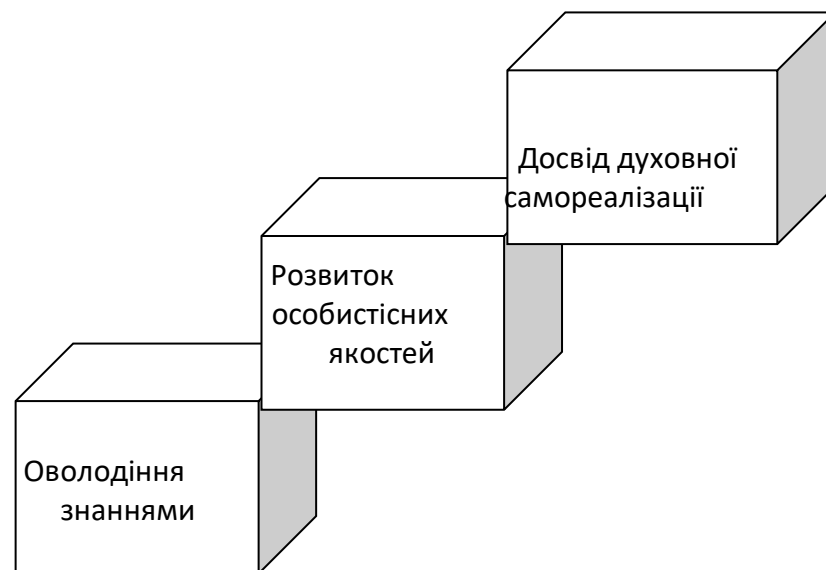 Досвід духовної
самореалізації
Розвиток
особистісних
якостей
Оволодіння
знаннями